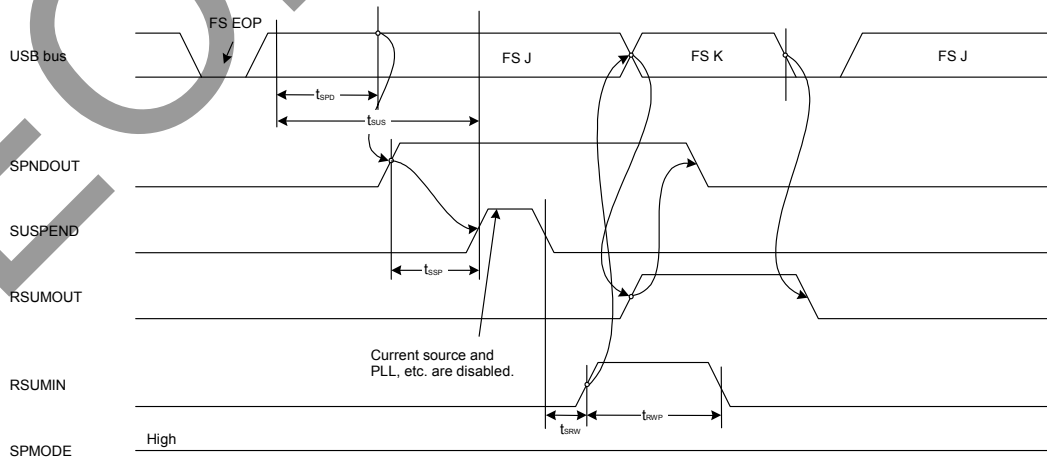 FS EOP
USB bus
FS J
FS K
FS J
tSPD
tSUS
SPNDOUT
SUSPEND
tSSP
RSUMOUT
Current source and
PLL, etc. are disabled.
RSUMIN
tSRW
tRWP
SPMODE
High